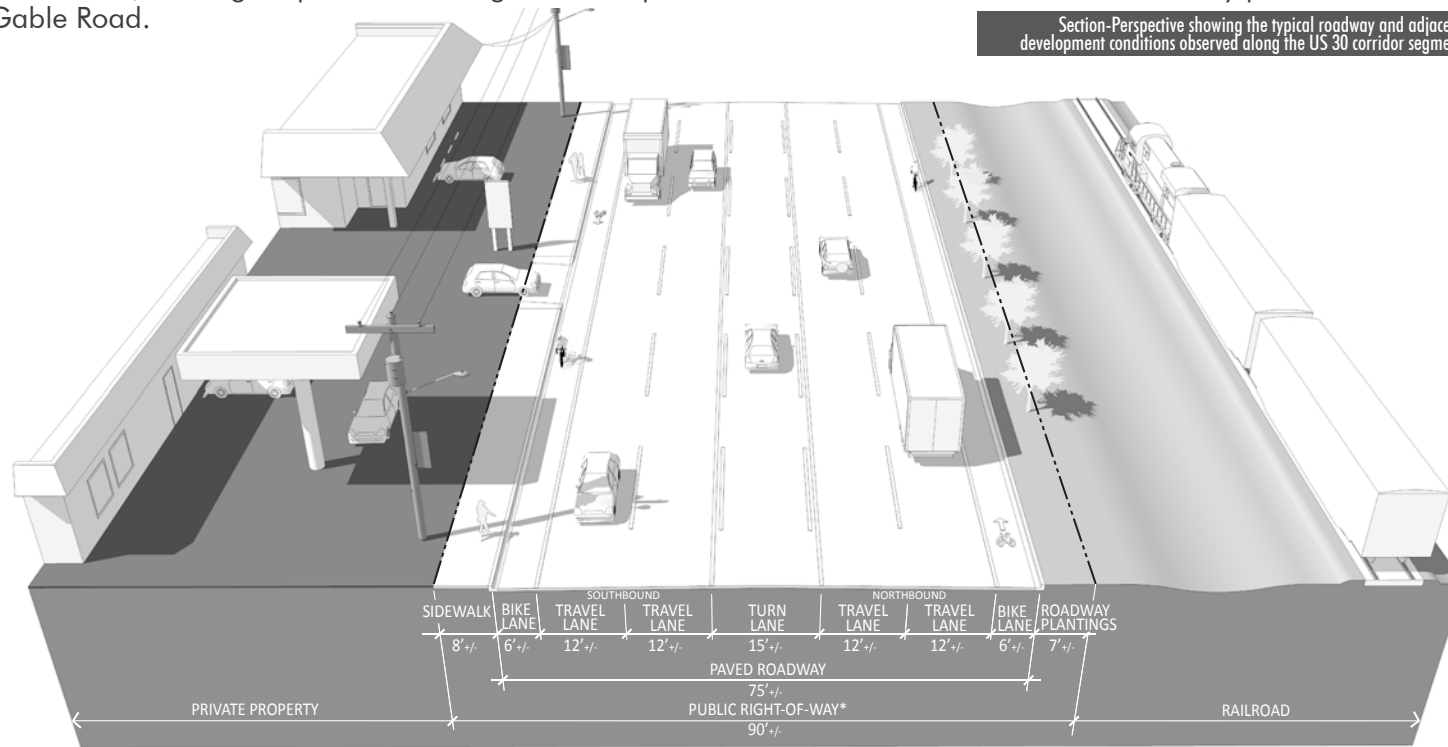 Gable Road.
Section-Perspective showing the typical roadway and
development conditions observed along the US 30 corridor
SOUTHBOUND NORTHBOUND
SIDEWALK BIKE LANE TRAVEL LANE TRAVEL LANE TURN LANE TRAVEL LANE TRAVEL LANE BIKE LANE ROADWAY PLANTINGS
8'+/- 6'+/- 12'+/- 12'+/- 15'+/- 12'+/- 12'+/- 6'+/- 7'+/-
PAVED ROADWAY
75'+/-
PRIVATE PROPERTY PUBLIC RIGHT-OF-WAY* RAILROAD
90'+/-